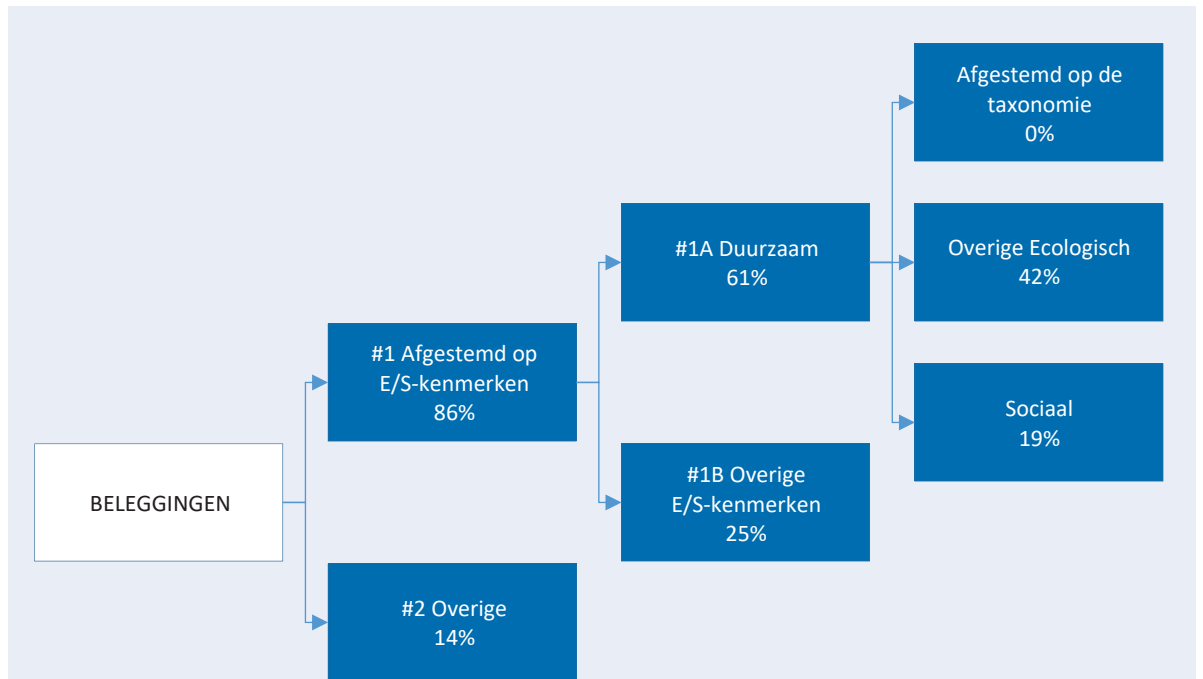 BELEGGINGEN
#1 Afgestemd op
E/S-kenmerken
86%
#2 Overige
14%
#1A Duurzaam
61%
#1B Overige
E/S-kenmerken
25%
Afgestemd op de
taxonomie
0%
Overige Ecologisch
42%
Sociaal
19%